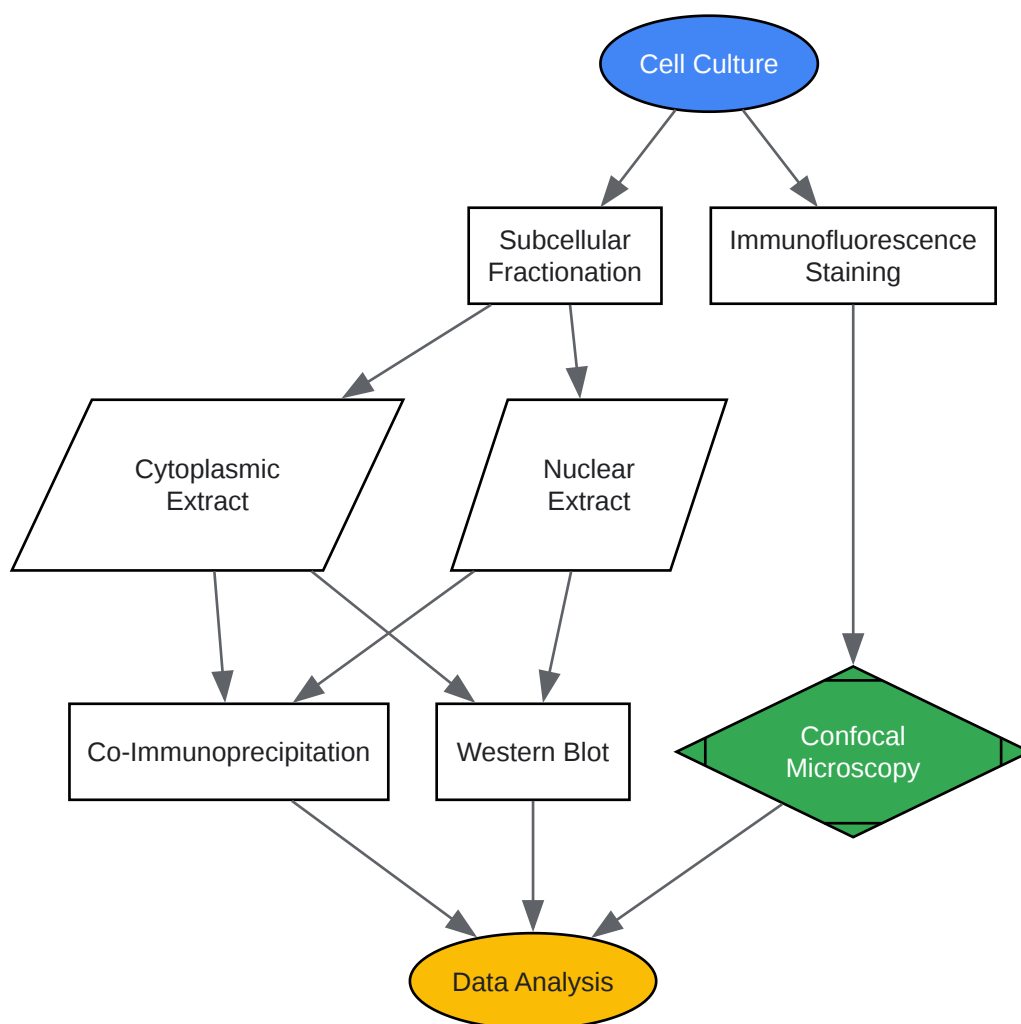 Cell Culture
Subcellular
Fractionation
Immunofluorescence
Staining
Cytoplasmic
Extract
Nuclear
Extract
Co-Immunoprecipitation
Western Blot
Confocal
Microscopy
Data Analysis